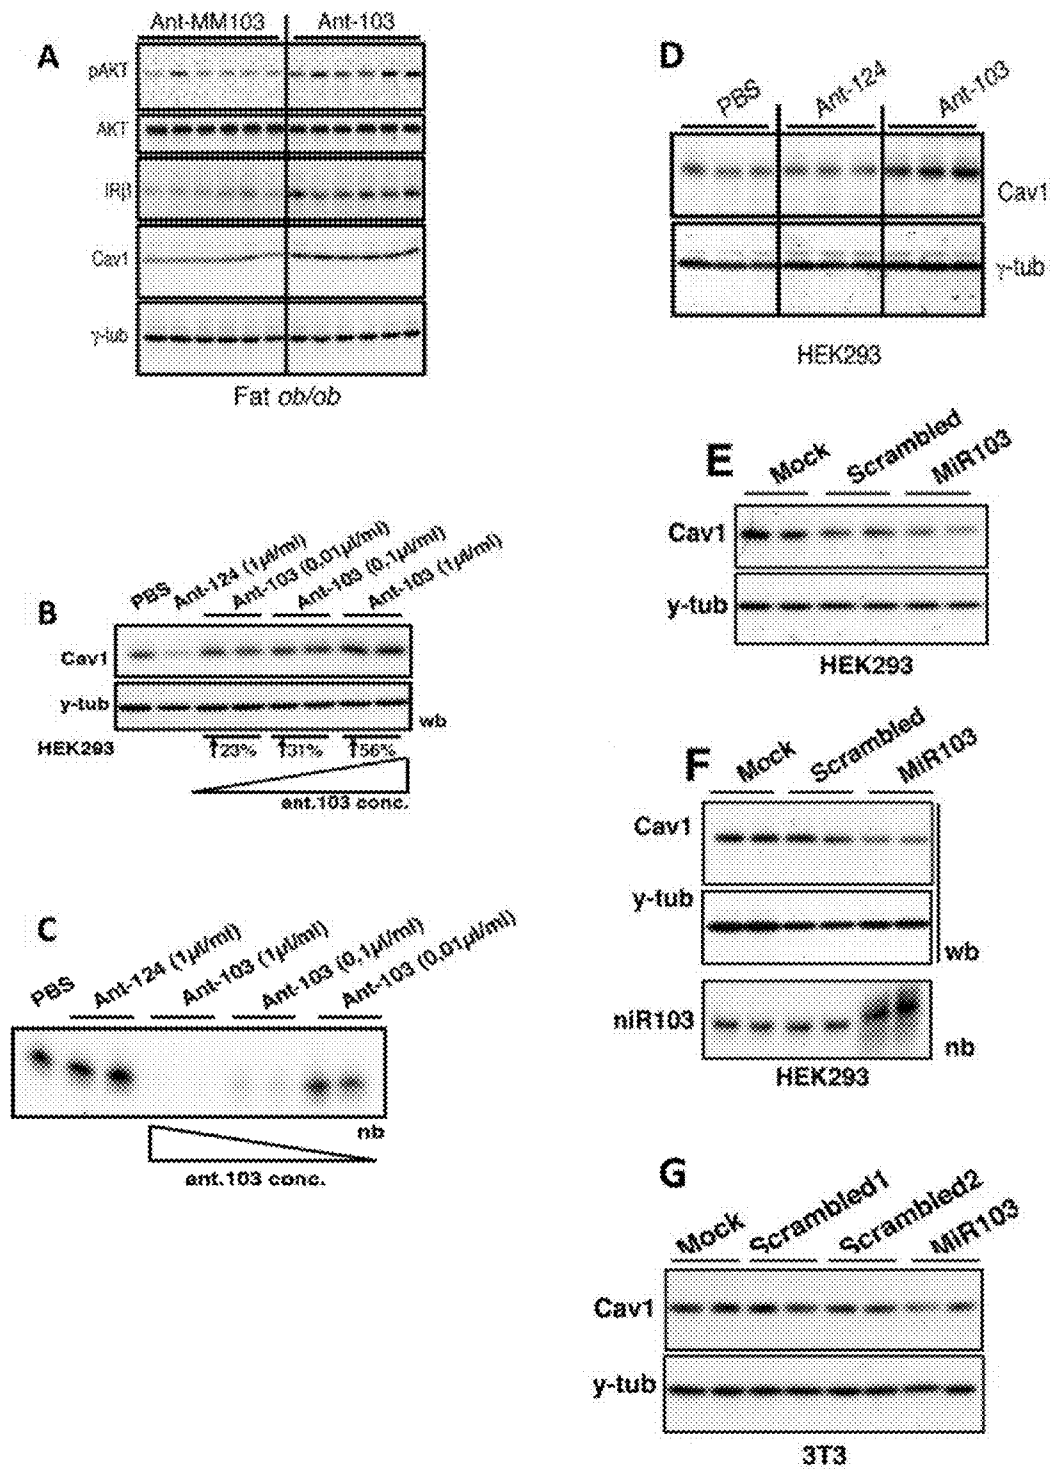 A
Ant-MM103 Ant-103
pAKT
AKT
IRβ
Cav1
γ-tub
Fat ob/ob
B
PBS
Ant-124 (1µl/ml)
Ant-103 (0,01µl/ml)
Ant-103 (0,1µl/ml)
Ant-103 (1µl/ml)
Cav1
y-tub
wb
HEK293
↑23% ↑31% ↑56%
ant.103 conc.
C
PBS
Ant-124 (1µl/ml)
Ant-103 (1µl/ml)
Ant-103 (0,1µl/ml)
Ant-103 (0,01µl/ml)
nb
ant.103 conc.
D
PBS
Ant-124
Ant-103
Cav1
γ-tub
HEK293
E
Mock
Scrambled
MiR103
Cav1
y-tub
HEK293
F
Mock
Scrambled
MiR103
Cav1
y-tub
wb
niR103
nb
HEK293
G
Mock
Scrambled1
Scrambled2
MiR103
Cav1
y-tub
3T3